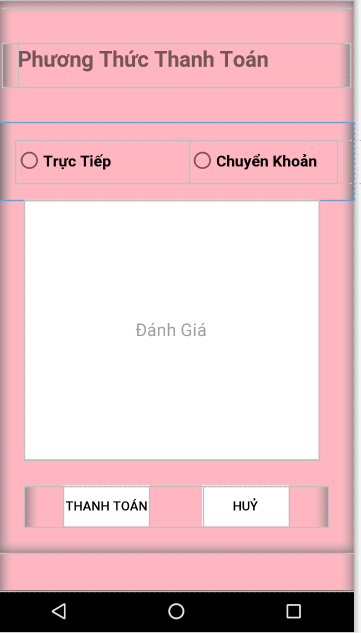 Phương Thức Thanh Toán
Trực Tiếp
Chuyển Khoản
Đánh Giá
THANH TOÁN
HUỶ